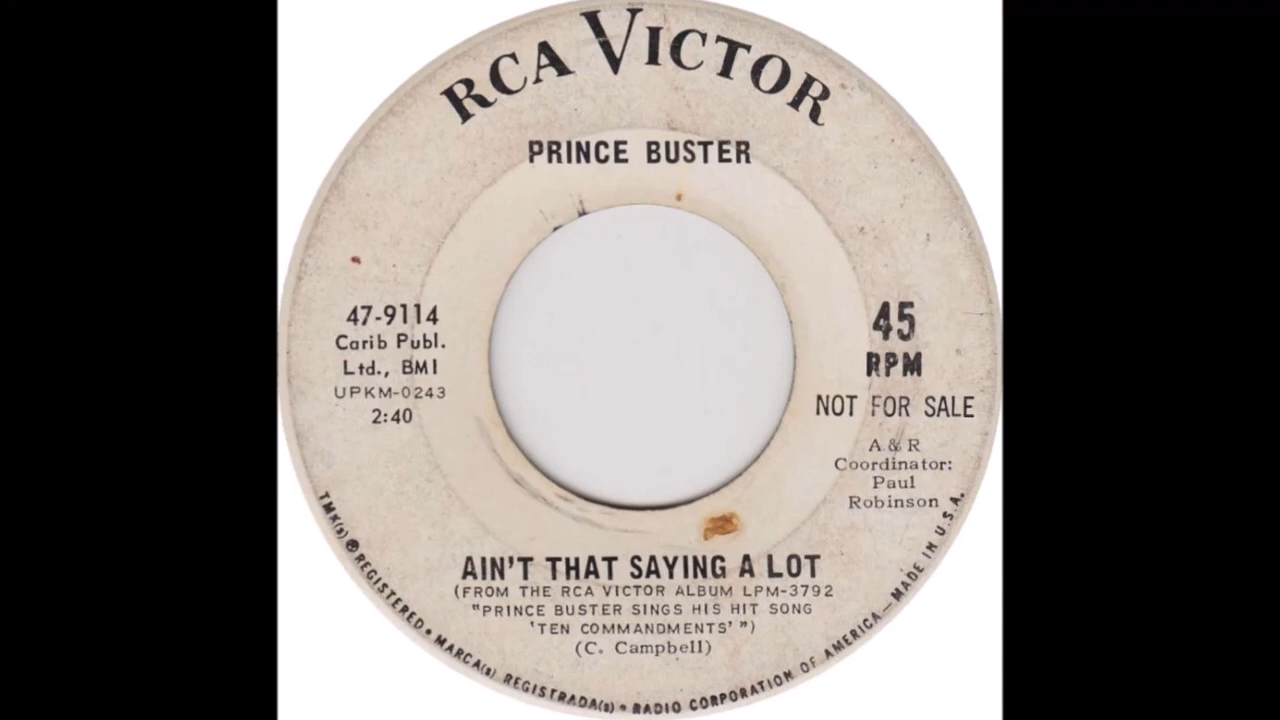 RCA VICTOR
PRINCE BUSTER
47-9114
Carib Publ.
Ltd., BMI
UPKM-0243
2:40
45
RPM
NOT FOR SALE
A & R
Coordinator:
Paul
Robinson
AIN'T THAT SAYING A LOT
(FROM THE RCA VICTOR ALBUM LPM-3792
"PRINCE BUSTER SINGS HIS HIT SONG
'TEN COMMANDMENTS' ")
(C. Campbell)
TMK(s) ® REGISTERED • MARCA(s) REGISTRADA(s) • RADIO CORPORATION OF AMERICA—MADE IN U.S.A.